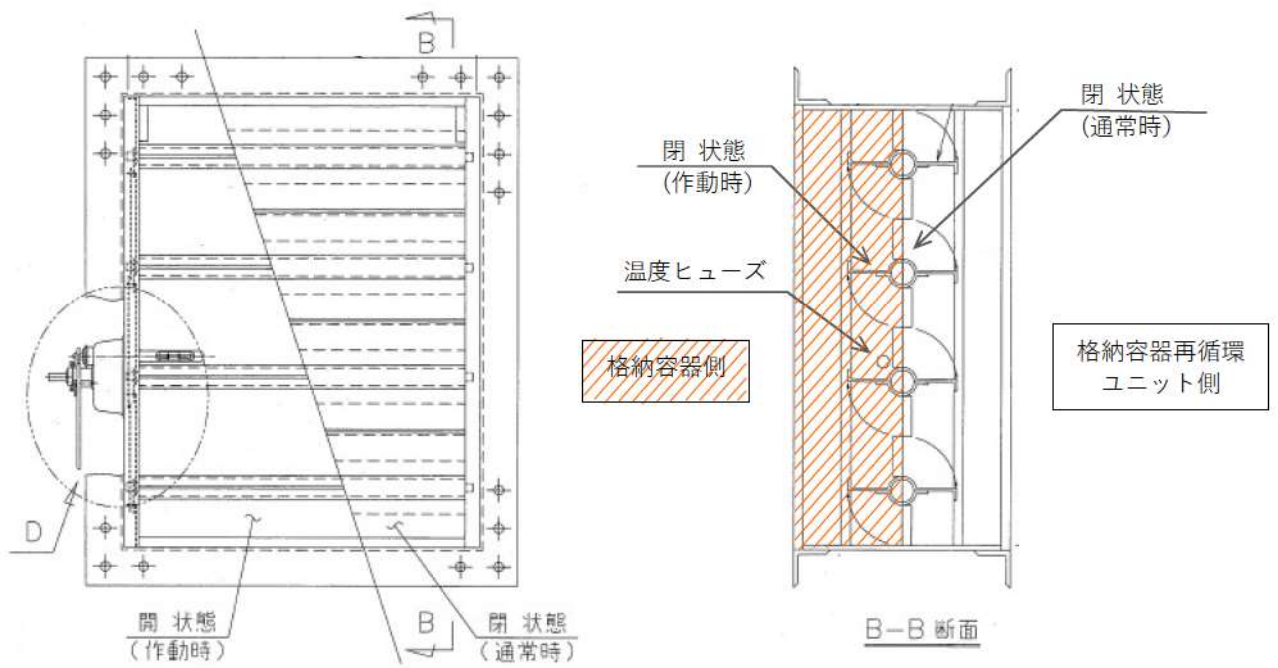 B
閉 状態
(通常時)
閉 状態
(作動時)
温度ヒューズ
格納容器側
格納容器再循環
ユニット側
D
開 状態
(作動時)
B
閉 状態
(通常時)
B-B 断面